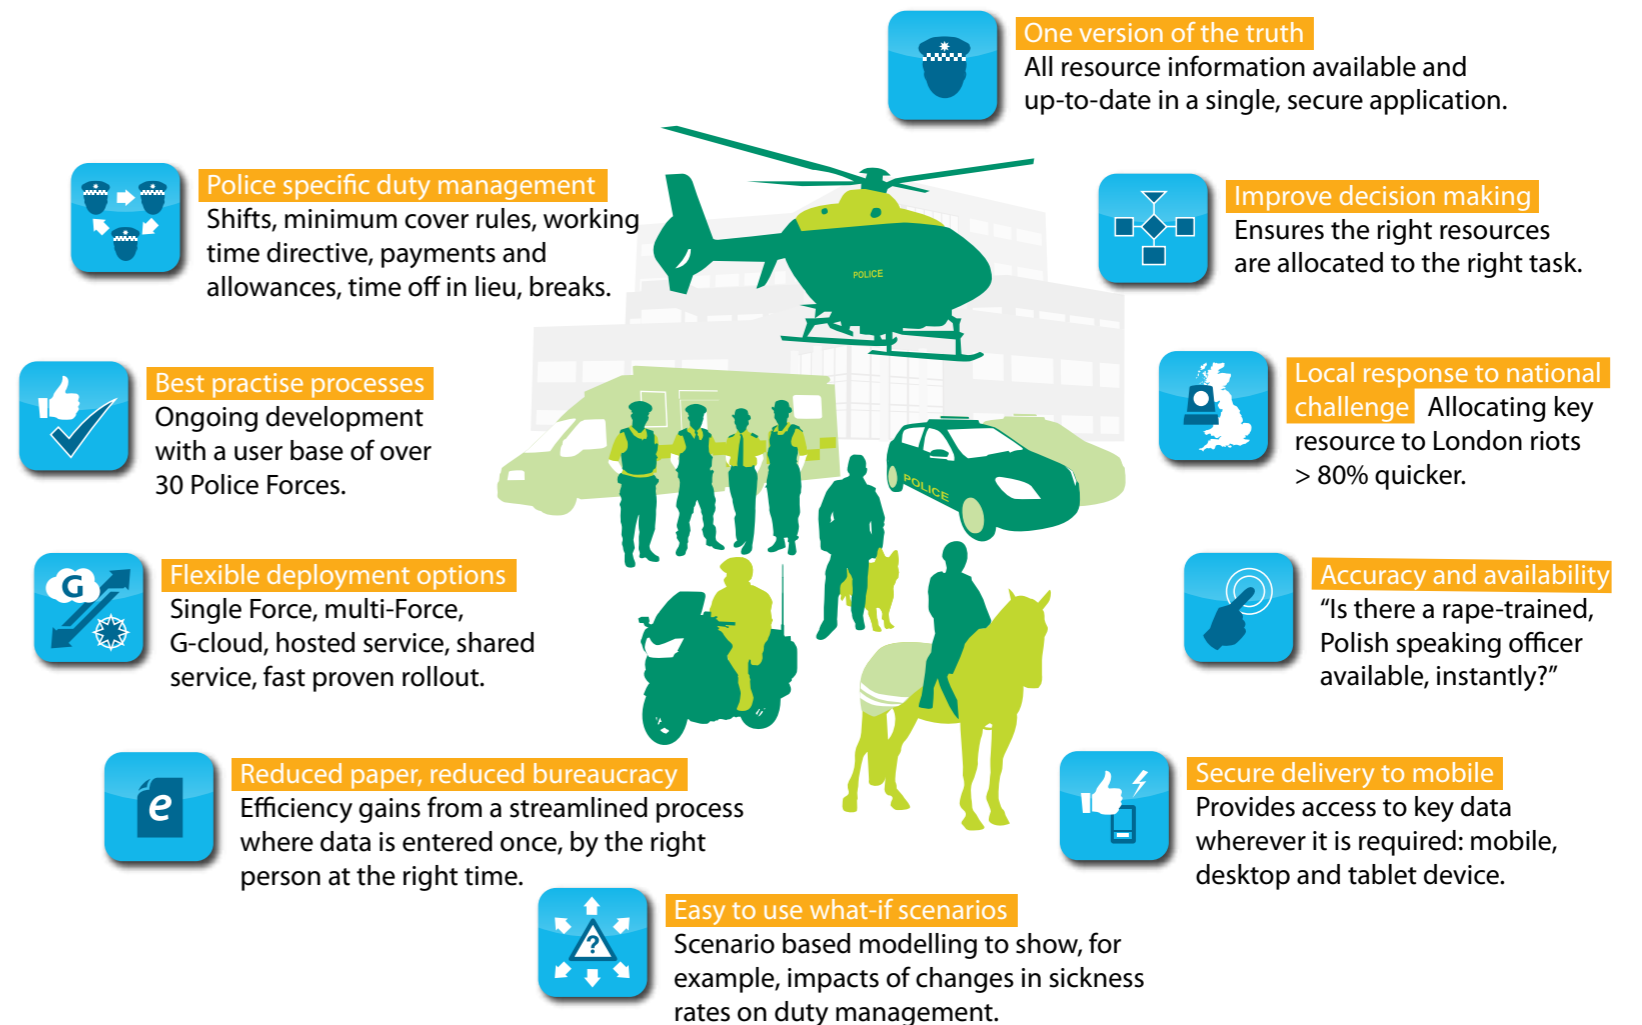 One version of the truth
All resource information available and
up-to-date in a single, secure application.
Police specific duty management
Shifts, minimum cover rules, working
time directive, payments and
allowances, time off in lieu, breaks.
Improve decision making
Ensures the right resources
are allocated to the right task.
POLICE
Best practise processes
Ongoing development
with a user base of over
30 Police Forces.
Local response to national
challenge Allocating key
resource to London riots
> 80% quicker.
POLICE
Flexible deployment options
Single Force, multi-Force,
G-cloud, hosted service, shared
service, fast proven rollout.
G
Accuracy and availability
“Is there a rape-trained,
Polish speaking officer
available, instantly?”
Reduced paper, reduced bureaucracy
Efficiency gains from a streamlined process
where data is entered once, by the right
person at the right time.
e
Secure delivery to mobile
Provides access to key data
wherever it is required: mobile,
desktop and tablet device.
Easy to use what-if scenarios
Scenario based modelling to show, for
example, impacts of changes in sickness
rates on duty management.
?